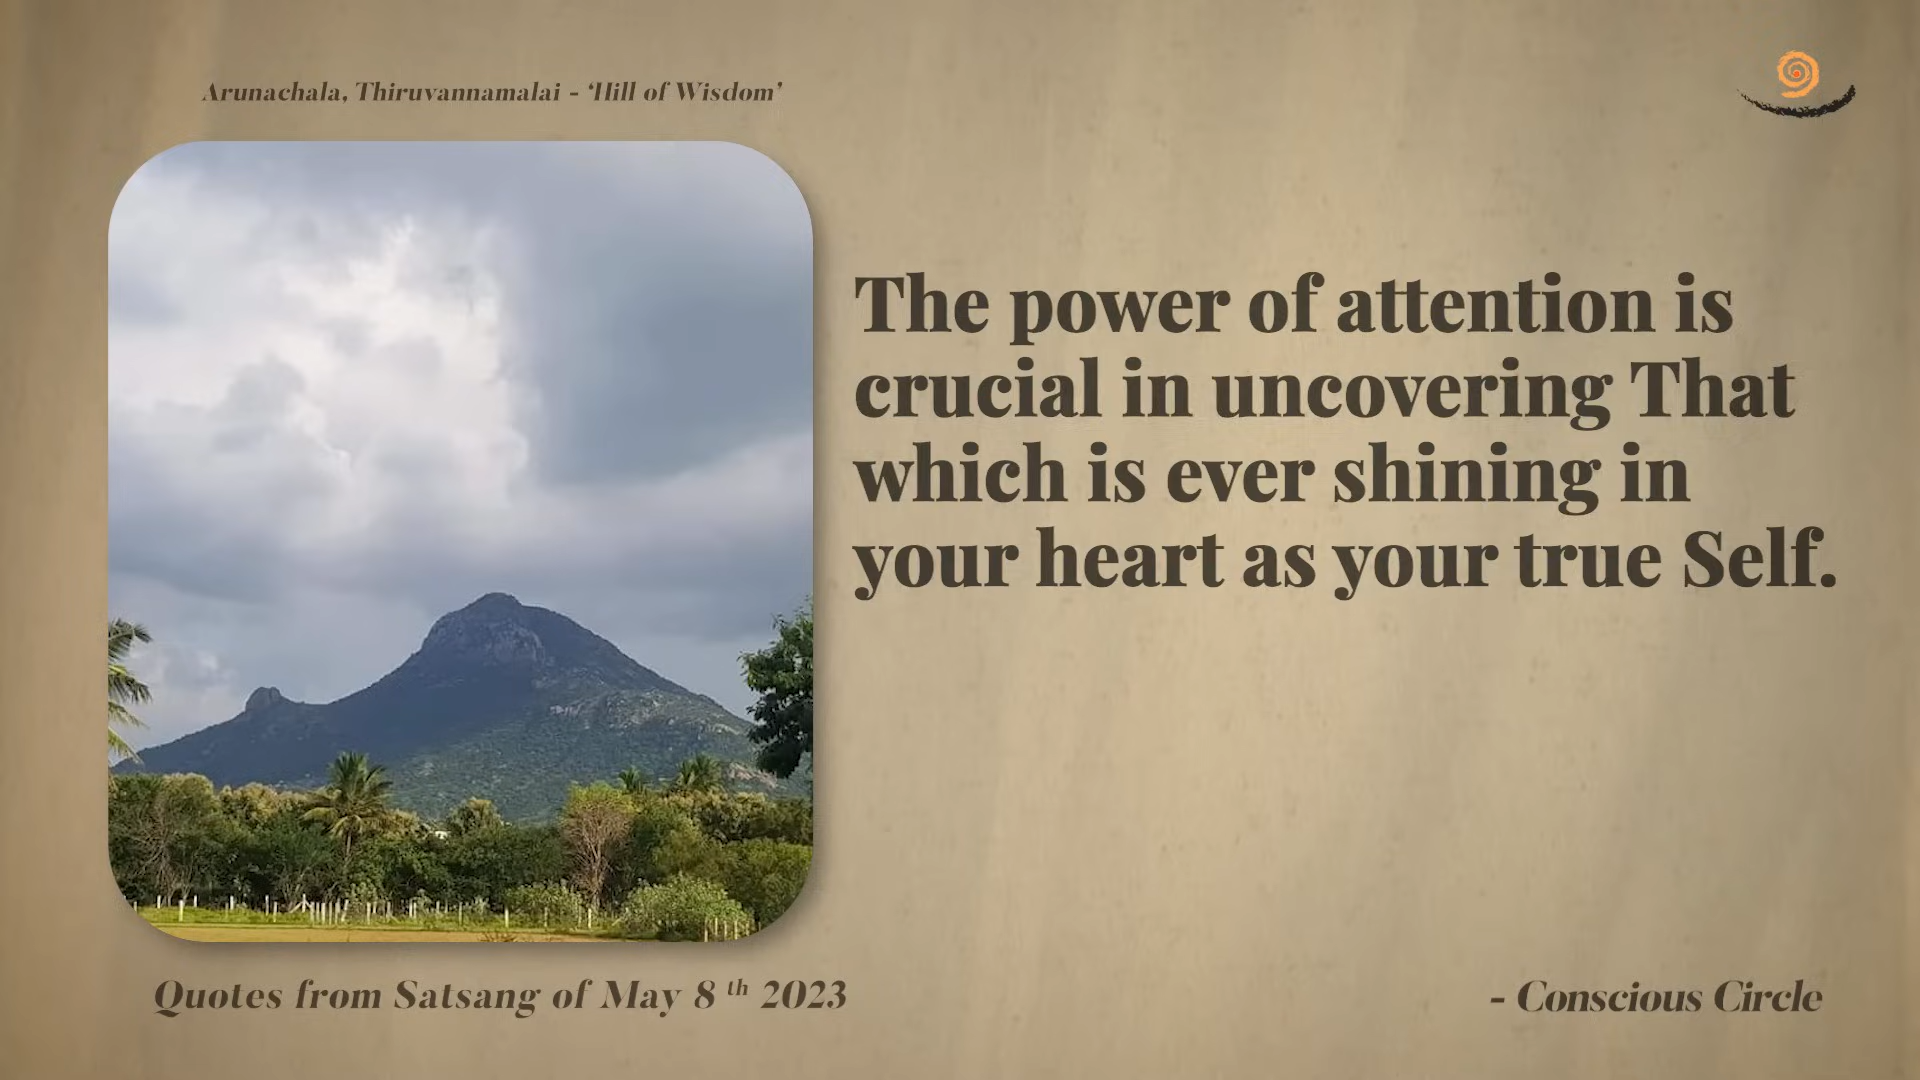 Arunachala, Thiruvannamalai - ‘Hill of Wisdom’
The power of attention is
crucial in uncovering That
which is ever shining in
your heart as your true Self.
Quotes from Satsang of May 8 th 2023
- Conscious Circle